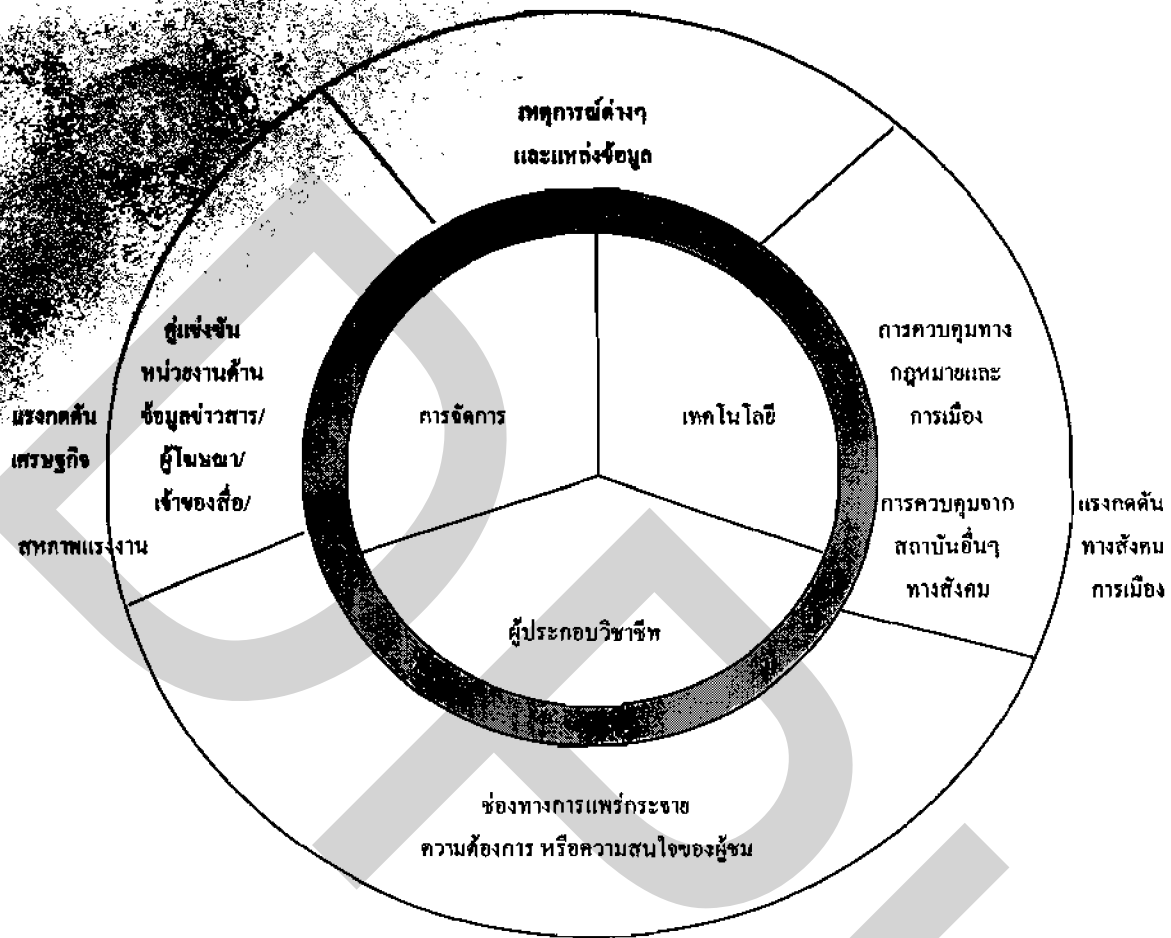 เหตุการณ์ต่างๆ
และแหล่งข้อมูล
คู่แข่งขัน
หน่วยงานด้าน
ข้อมูลข่าวสาร/
ผู้โฆษณา/
เจ้าของสื่อ/
สหภาพแรงงาน
แรงกดดัน
เศรษฐกิจ
การจัดการ
เทคโนโลยี
ผู้ประกอบวิชาชีพ
การควบคุมทาง
กฎหมายและ
การเมือง
การควบคุมจาก
สถาบันอื่นๆ
ทางสังคม
แรงกดดัน
ทางสังคม
การเมือง
ช่องทางการแพร่กระจาย
ความต้องการ หรือความสนใจของผู้ชม